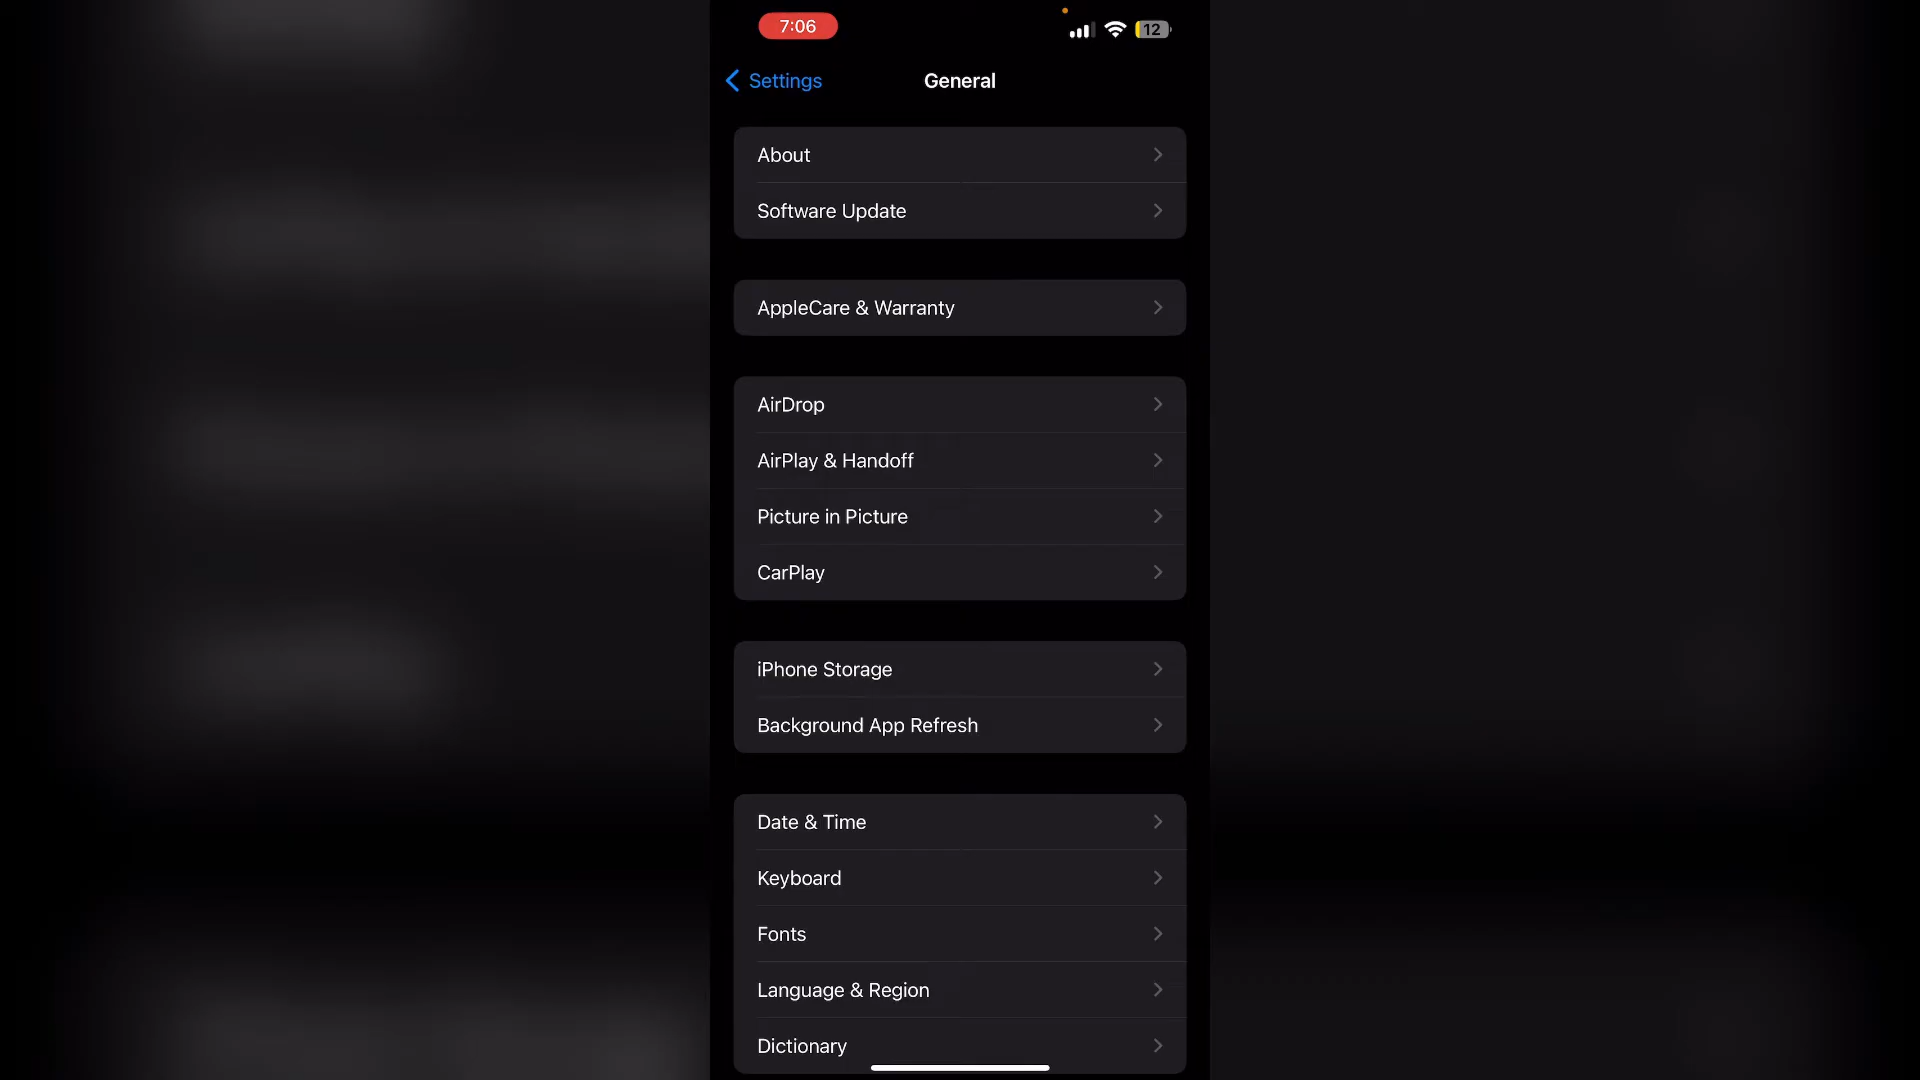 7:06
12
Settings
General
About
Software Update
AppleCare & Warranty
AirDrop
AirPlay & Handoff
Picture in Picture
CarPlay
iPhone Storage
Background App Refresh
Date & Time
Keyboard
Fonts
Language & Region
Dictionary